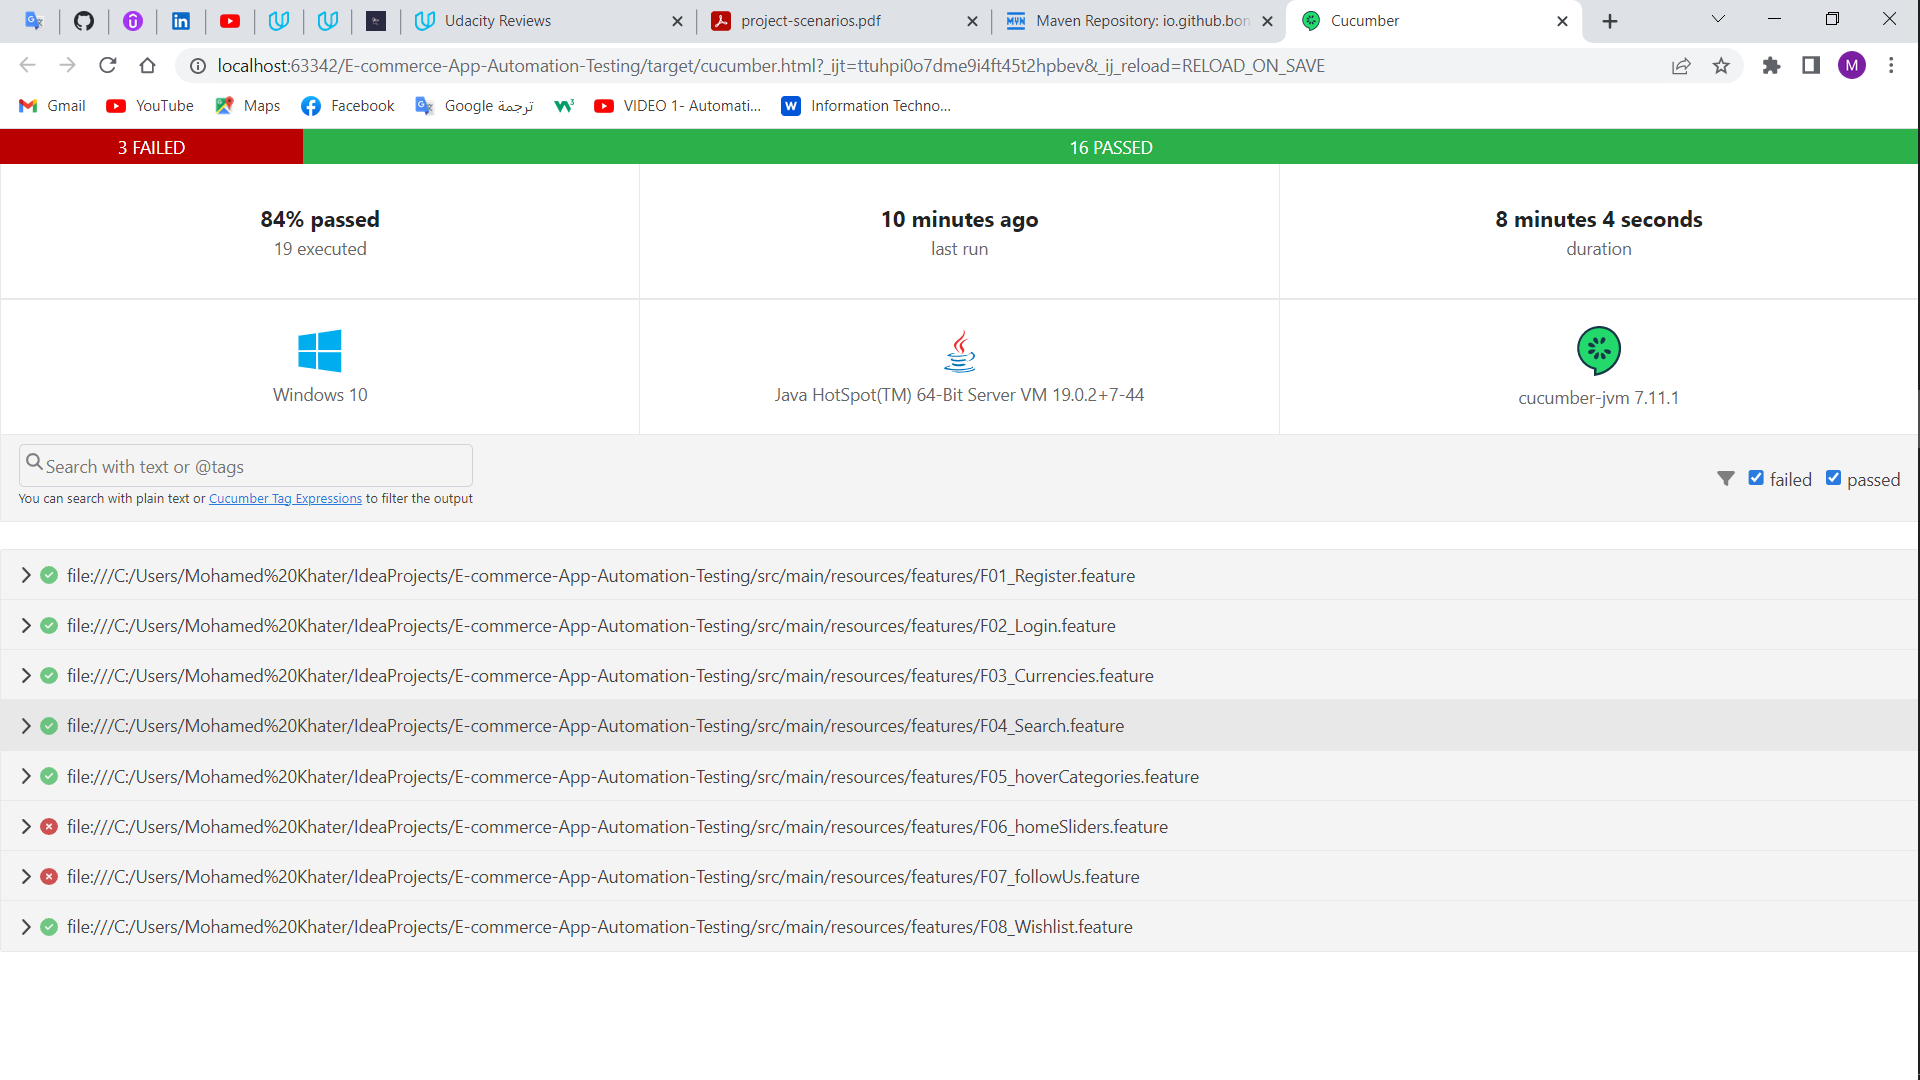 Udacity Reviews
project-scenarios.pdf
Maven Repository: io.github.bon
Cucumber
localhost:63342/E-commerce-App-Automation-Testing/target/cucumber.html?_ijt=ttuhpi0o7dme9i4ft45t2hpbev&_ij_reload=RELOAD_ON_SAVE
M
Gmail
YouTube
Maps
Facebook
Google ترجمة
VIDEO 1- Automati...
Information Techno...
3 FAILED
16 PASSED
84% passed
19 executed
10 minutes ago
last run
8 minutes 4 seconds
duration
Windows 10
Java HotSpot(TM) 64-Bit Server VM 19.0.2+7-44
cucumber-jvm 7.11.1
Search with text or @tags
You can search with plain text or Cucumber Tag Expressions to filter the output
failed
passed
file:///C:/Users/Mohamed%20Khater/IdeaProjects/E-commerce-App-Automation-Testing/src/main/resources/features/F01_Register.feature
file:///C:/Users/Mohamed%20Khater/IdeaProjects/E-commerce-App-Automation-Testing/src/main/resources/features/F02_Login.feature
file:///C:/Users/Mohamed%20Khater/IdeaProjects/E-commerce-App-Automation-Testing/src/main/resources/features/F03_Currencies.feature
file:///C:/Users/Mohamed%20Khater/IdeaProjects/E-commerce-App-Automation-Testing/src/main/resources/features/F04_Search.feature
file:///C:/Users/Mohamed%20Khater/IdeaProjects/E-commerce-App-Automation-Testing/src/main/resources/features/F05_hoverCategories.feature
file:///C:/Users/Mohamed%20Khater/IdeaProjects/E-commerce-App-Automation-Testing/src/main/resources/features/F06_homeSliders.feature
file:///C:/Users/Mohamed%20Khater/IdeaProjects/E-commerce-App-Automation-Testing/src/main/resources/features/F07_followUs.feature
file:///C:/Users/Mohamed%20Khater/IdeaProjects/E-commerce-App-Automation-Testing/src/main/resources/features/F08_Wishlist.feature